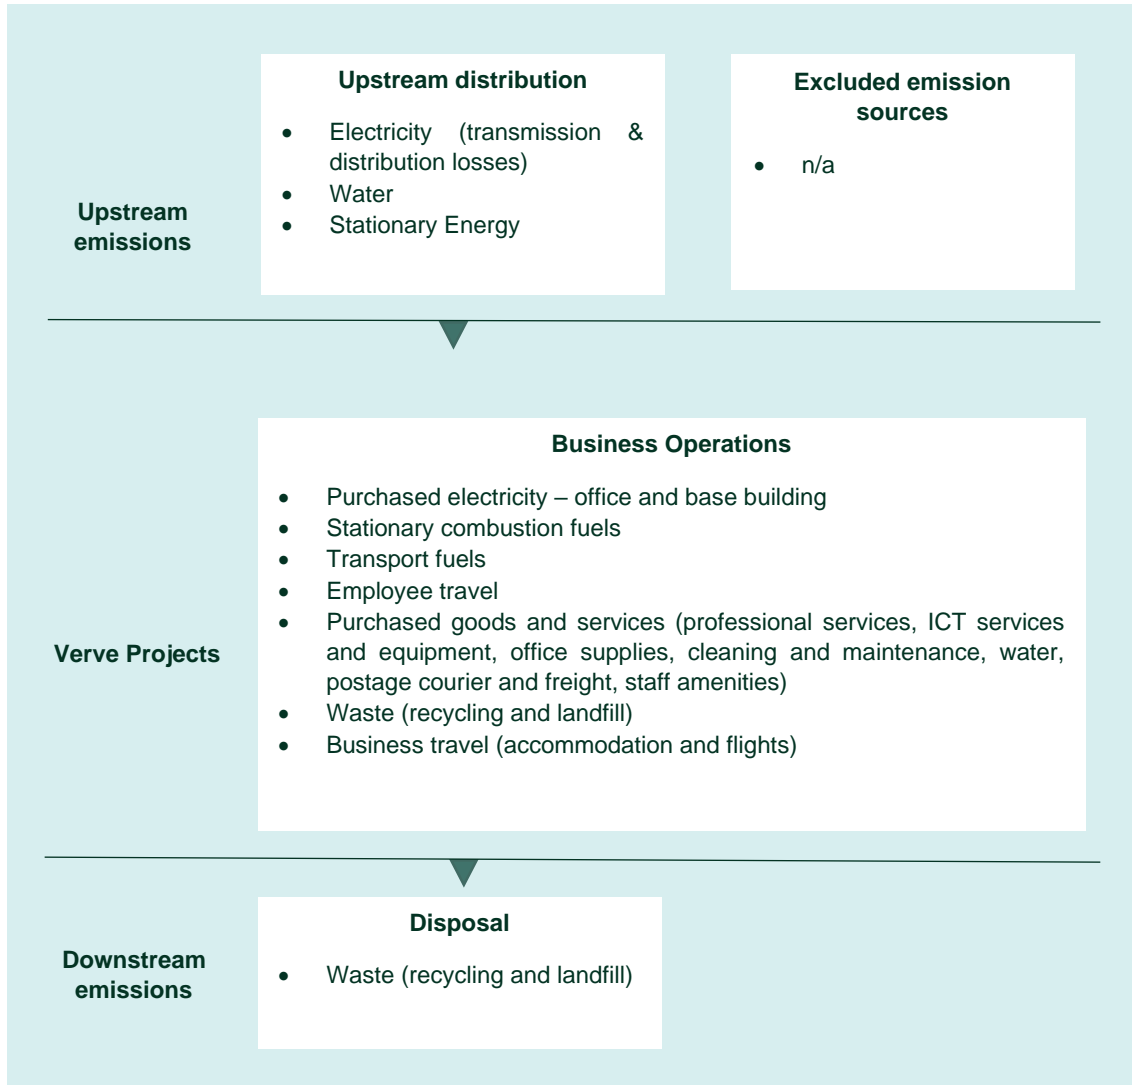 Upstream emissions
Upstream distribution
• Electricity (transmission &
distribution losses)
• Water
• Stationary Energy
Excluded emission
sources
• n/a
Verve Projects
Business Operations
• Purchased electricity – office and base building
• Stationary combustion fuels
• Transport fuels
• Employee travel
• Purchased goods and services (professional services, ICT services
and equipment, office supplies, cleaning and maintenance, water,
postage courier and freight, staff amenities)
• Waste (recycling and landfill)
• Business travel (accommodation and flights)
Downstream
emissions
Disposal
• Waste (recycling and landfill)